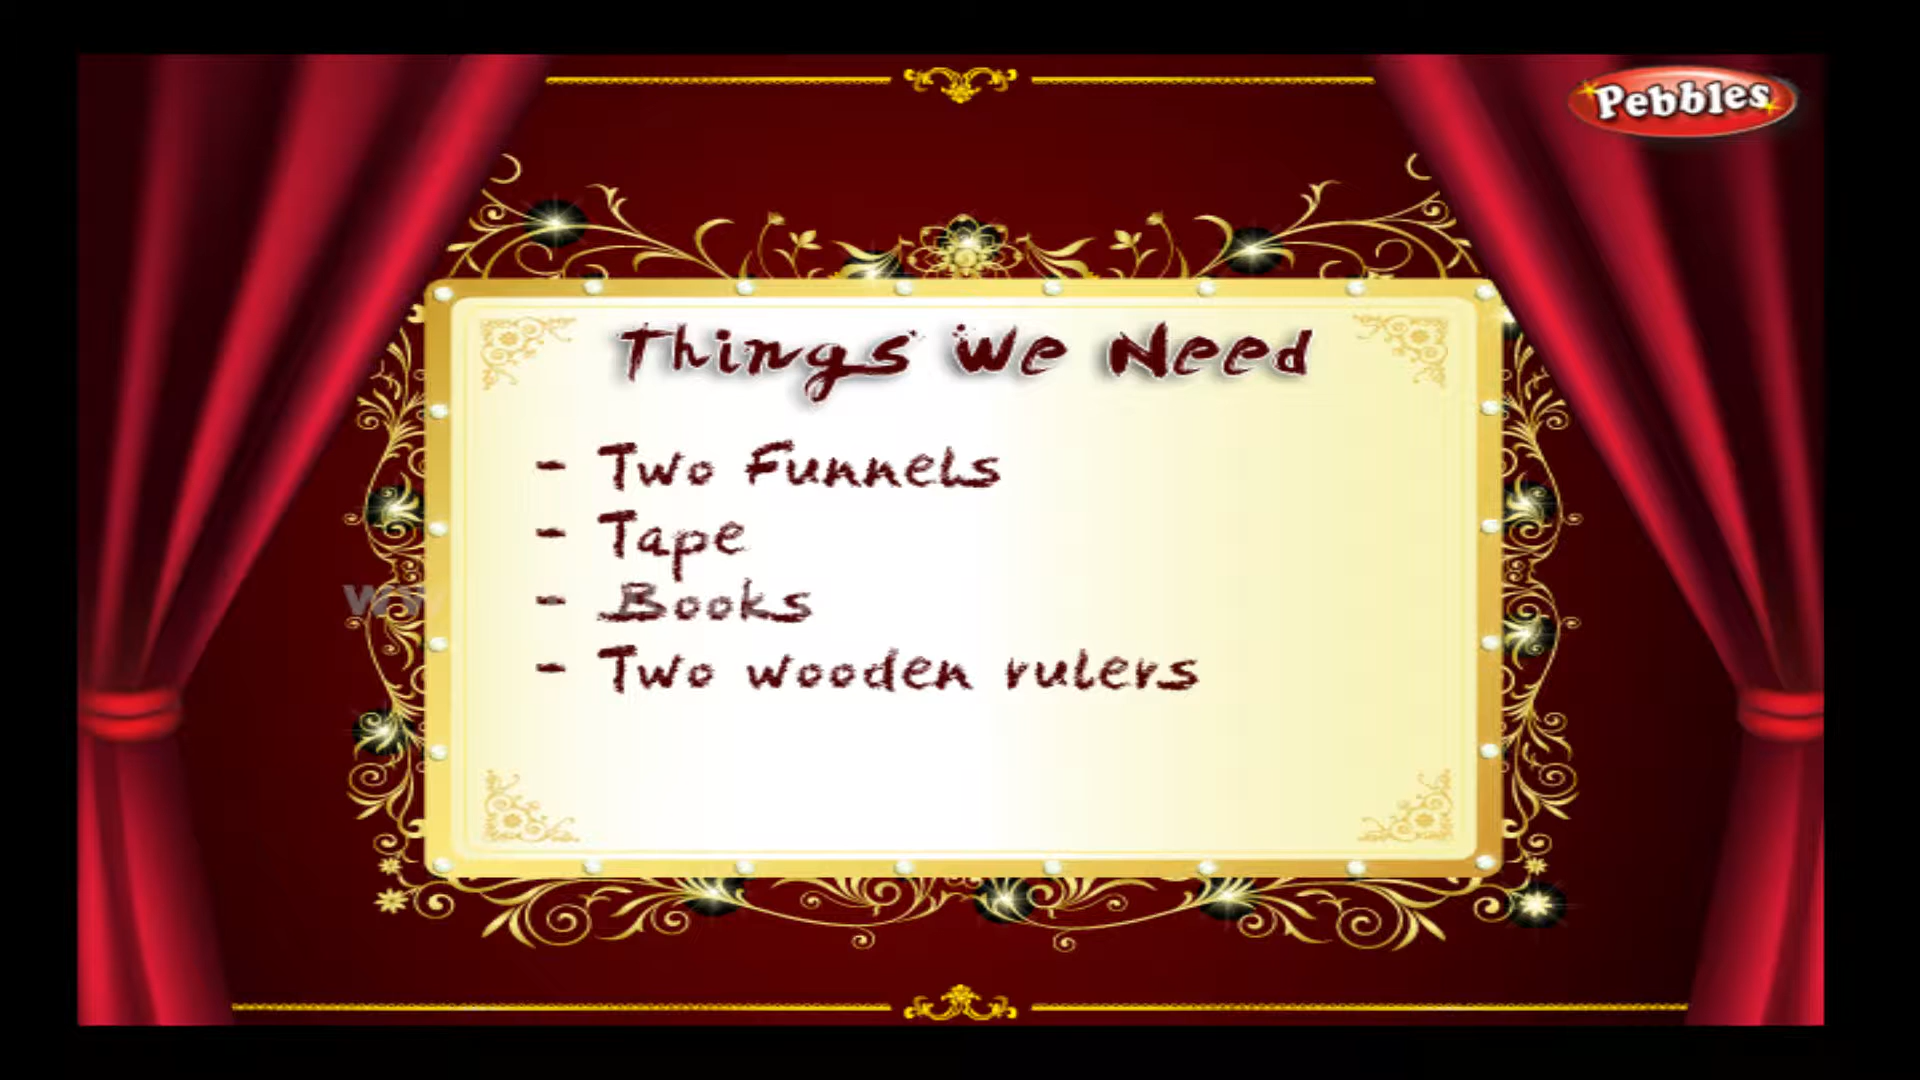 Pebbles
Things We Need
- Two Funnels
- Tape
- Books
- Two wooden rulers